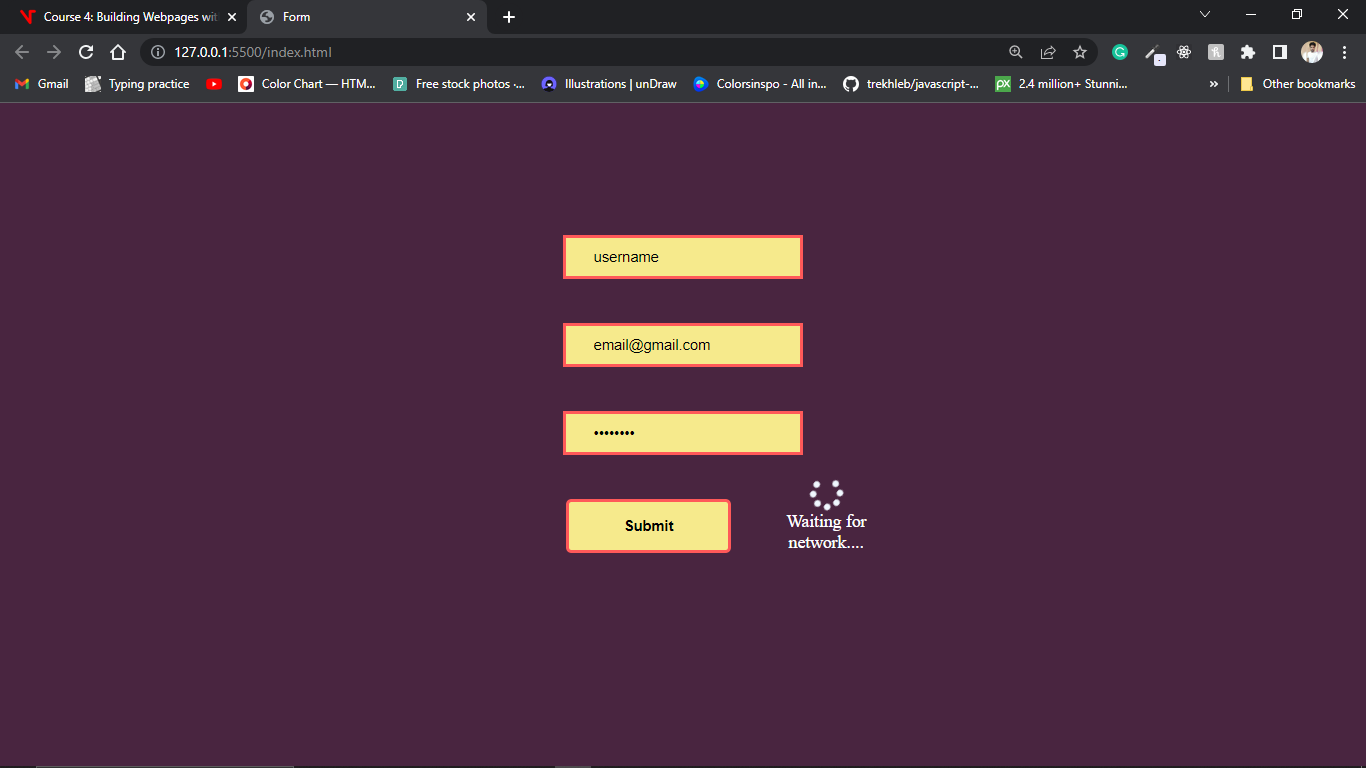 Course 4: Building Webpages wit
Form
127.0.0.1:5500/index.html
Gmail
Typing practice
Color Chart — HTM...
Free stock photos ·...
Illustrations | unDraw
Colorsinspo - All in...
trekhleb/javascript-...
2.4 million+ Stunni...
»
Other bookmarks
username
email@gmail.com
••••••••
Submit
Waiting for
network....